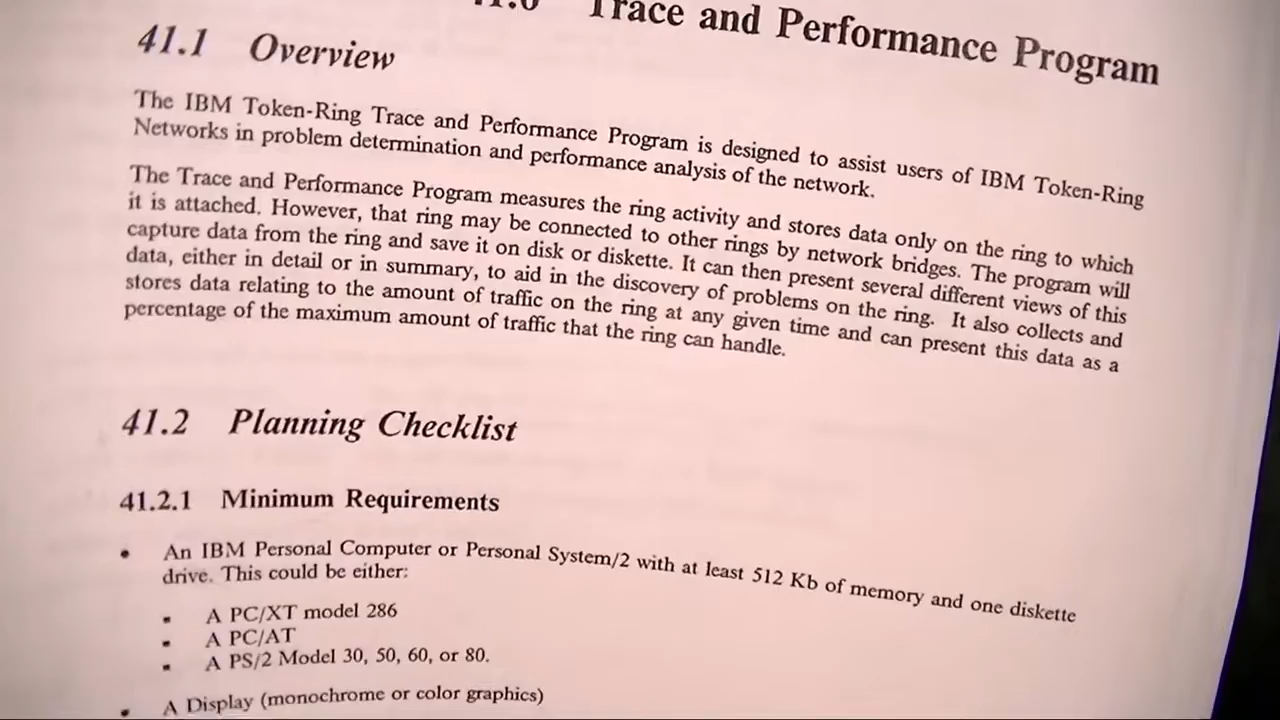 Trace and Performance Program
41.1 Overview
The IBM Token-Ring Trace and Performance Program is designed to assist users of IBM Token-Ring
Networks in problem determination and performance analysis of the network.
The Trace and Performance Program measures the ring activity and stores data only on the ring to which
it is attached. However, that ring may be connected to other rings by network bridges. The program will
capture data from the ring and save it on disk or diskette. It can then present several different views of this
data, either in detail or in summary, to aid in the discovery of problems on the ring. It also collects and
stores data relating to the amount of traffic on the ring at any given time and can present this data as a
percentage of the maximum amount of traffic that the ring can handle.
41.2 Planning Checklist
41.2.1 Minimum Requirements
• An IBM Personal Computer or Personal System/2 with at least 512 Kb of memory and one diskette
drive. This could be either:
▪ A PC/XT model 286
▪ A PC/AT
▪ A PS/2 Model 30, 50, 60, or 80.
• A Display (monochrome or color graphics)